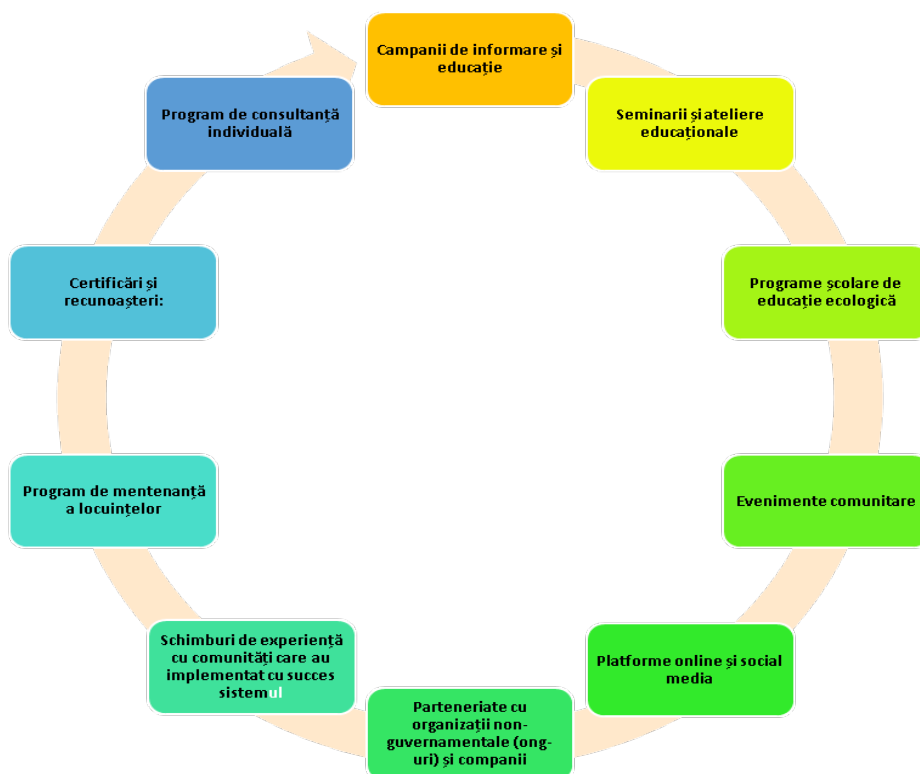 Campanii de informare și
educație
Seminarii și ateliere
educaționale
Programe școlare de
educație ecologică
Evenimente comunitare
Platforme online și social
media
Parteneriate cu
organizații non-
guvernamentale (ong-
uri) și companii
Schimburi de experiență
cu comunități care au
implementat cu succes
sistemul
Program de mentenanță
a locuințelor
Certificări și
recunoașteri:
Program de consultanță
individuală